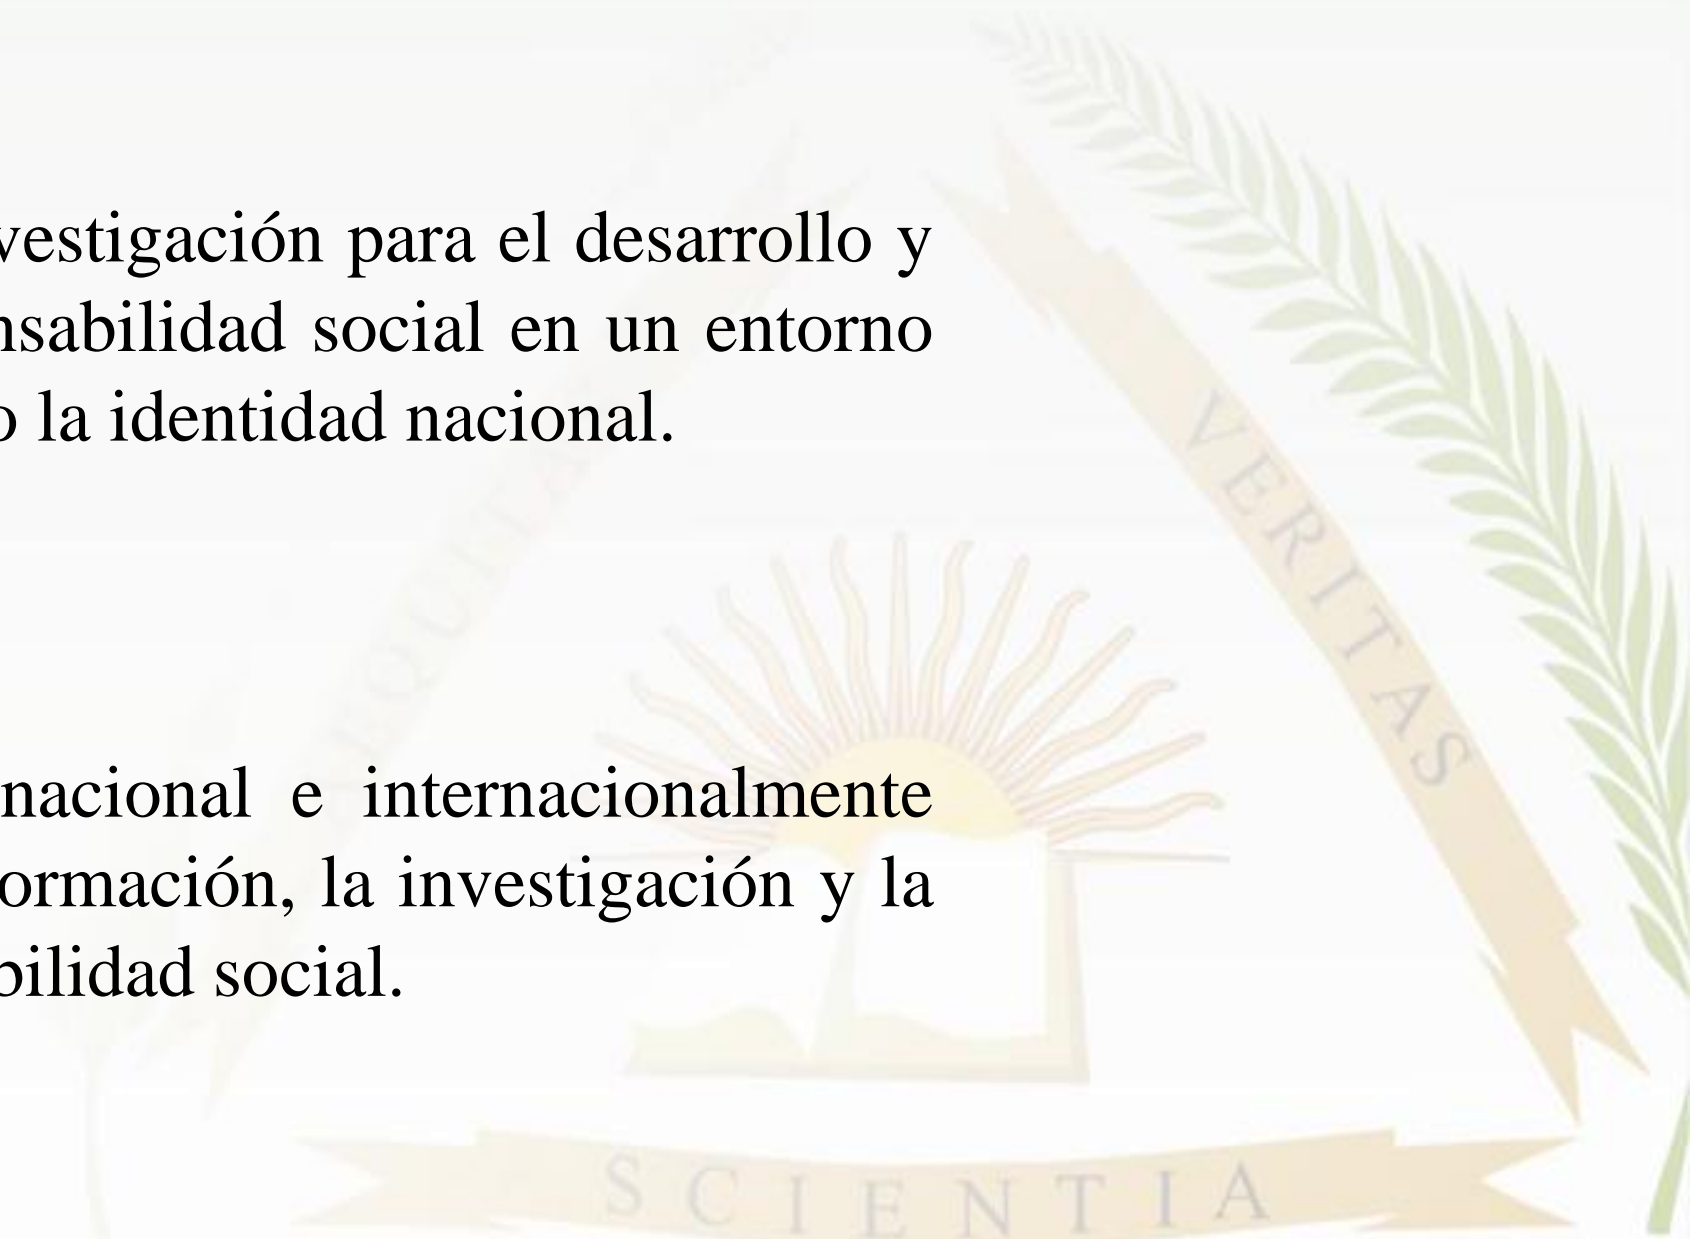 vestigación para el desarrollo y
nsabilidad social en un entorno
o la identidad nacional.
nacional e internacionalmente
ormación, la investigación y la
bilidad social.
AEQUITAS
VERITAS
SCIENTIA